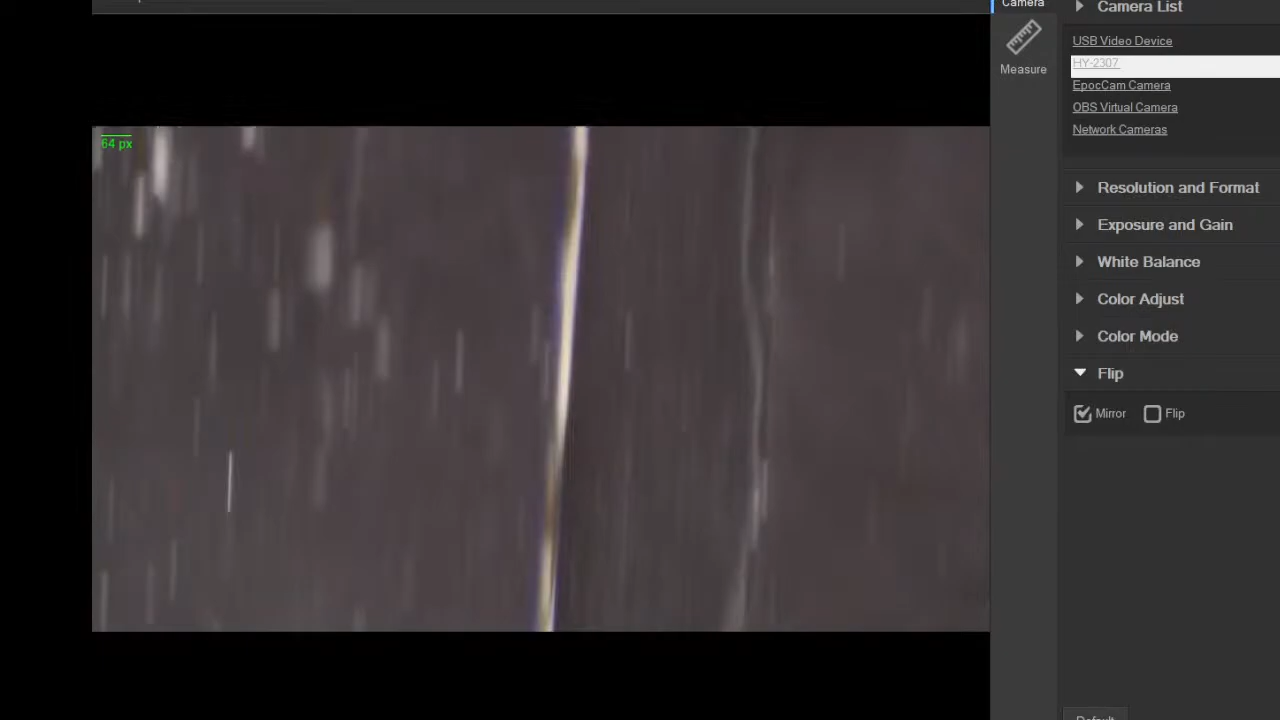 Camera
Camera List
Measure
USB Video Device
HY-2307
EpocCam Camera
OBS Virtual Camera
Network Cameras
64 px
Resolution and Format
Exposure and Gain
White Balance
Color Adjust
Color Mode
Flip
Mirror
Flip
Default